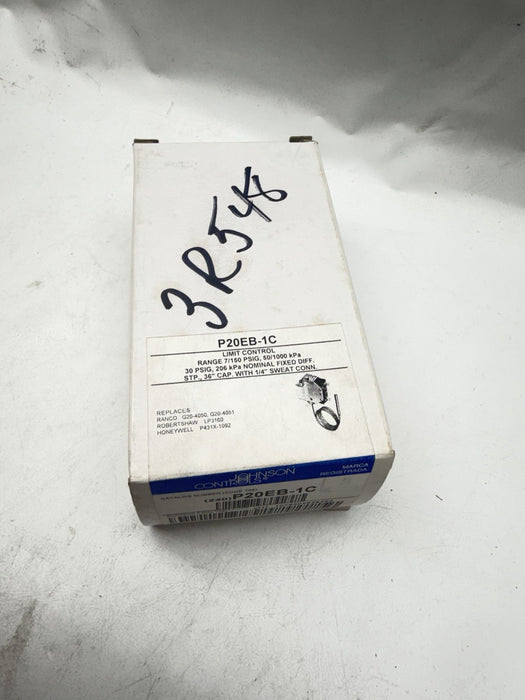 3R548
P20EB-1C
LIMIT CONTROL
RANGE 7/150 PSIG, 50/1000 kPa
30 PSIG, 206 kPa NOMINAL FIXED DIFF.
STP., 36" CAP. WITH 1/4" SWEAT CONN.
REPLACES
RANCO G20-4050, G20-4051
ROBERTSHAW LP3160
HONEYWELL P431X-1092
JOHNSON CONTROLS®
MARCA REGISTRADA
CATALOG NUMBER
P20EB-1C